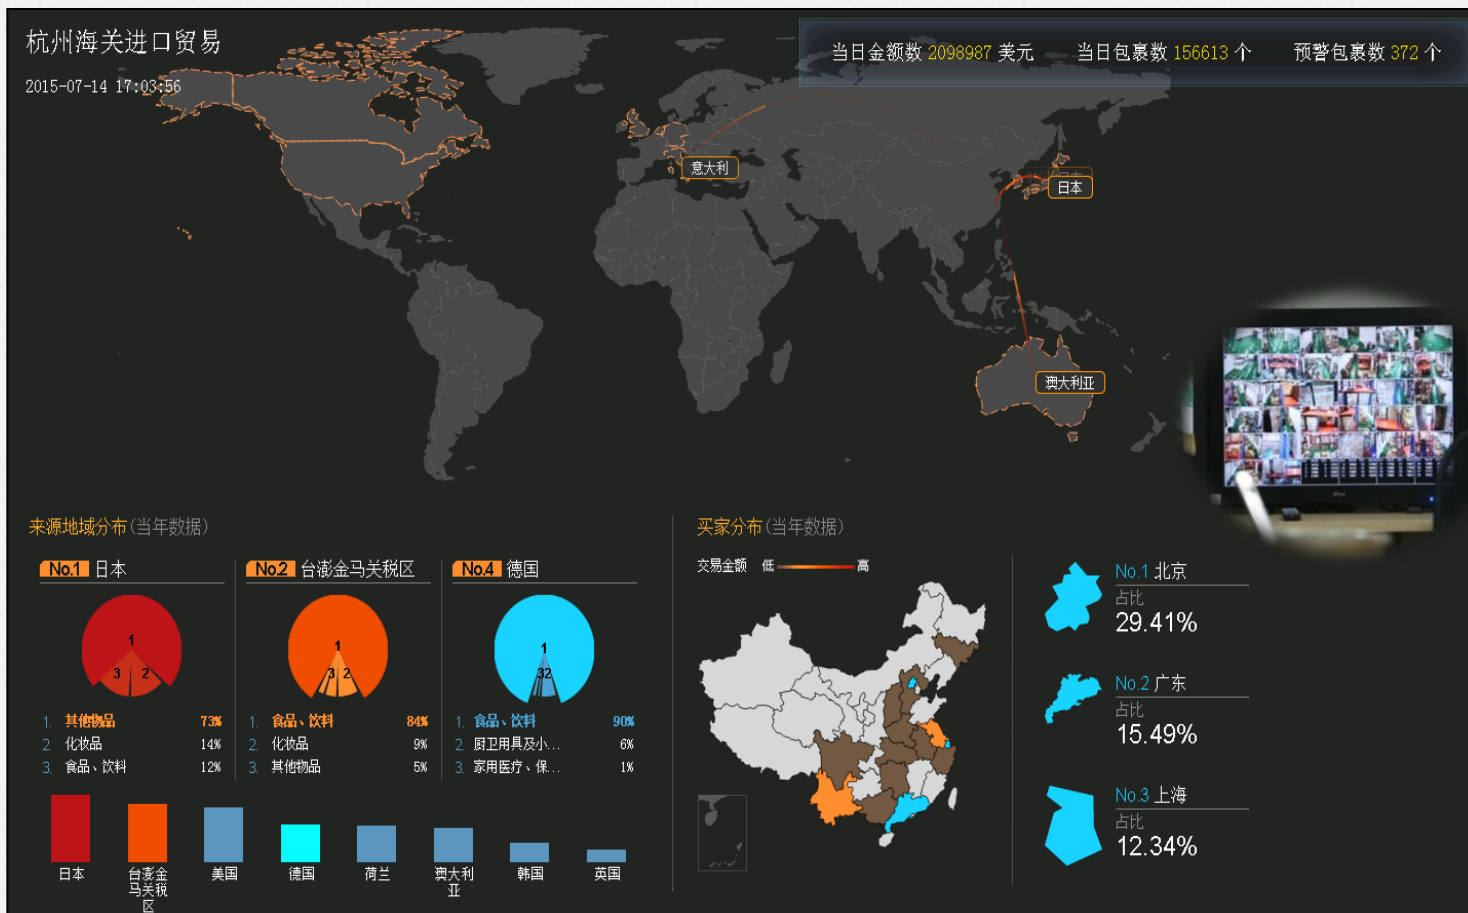 杭州海关进口贸易
2015-07-14 17:03:56
当日金额数 2098987 美元 当日包裹数 156613 个 预警包裹数 372 个
意大利
日本
澳大利亚
来源地域分布(当年数据)
No.1 日本
1
3 2
1. 其他物品 73%
2. 化妆品 14%
3. 食品、饮料 12%
No.2 台澎金马关税区
1
3 2
1. 食品、饮料 84%
2. 化妆品 9%
3. 其他物品 5%
No.4 德国
1
32
1. 食品、饮料 90%
2. 厨卫用具及小... 6%
3. 家用医疗、保... 1%
日本
台澎金
马关税
区
美国
德国
荷兰
澳大利
亚
韩国
英国
买家分布(当年数据)
交易金额 低 高
No.1 北京
占比
29.41%
No.2 广东
占比
15.49%
No.3 上海
占比
12.34%